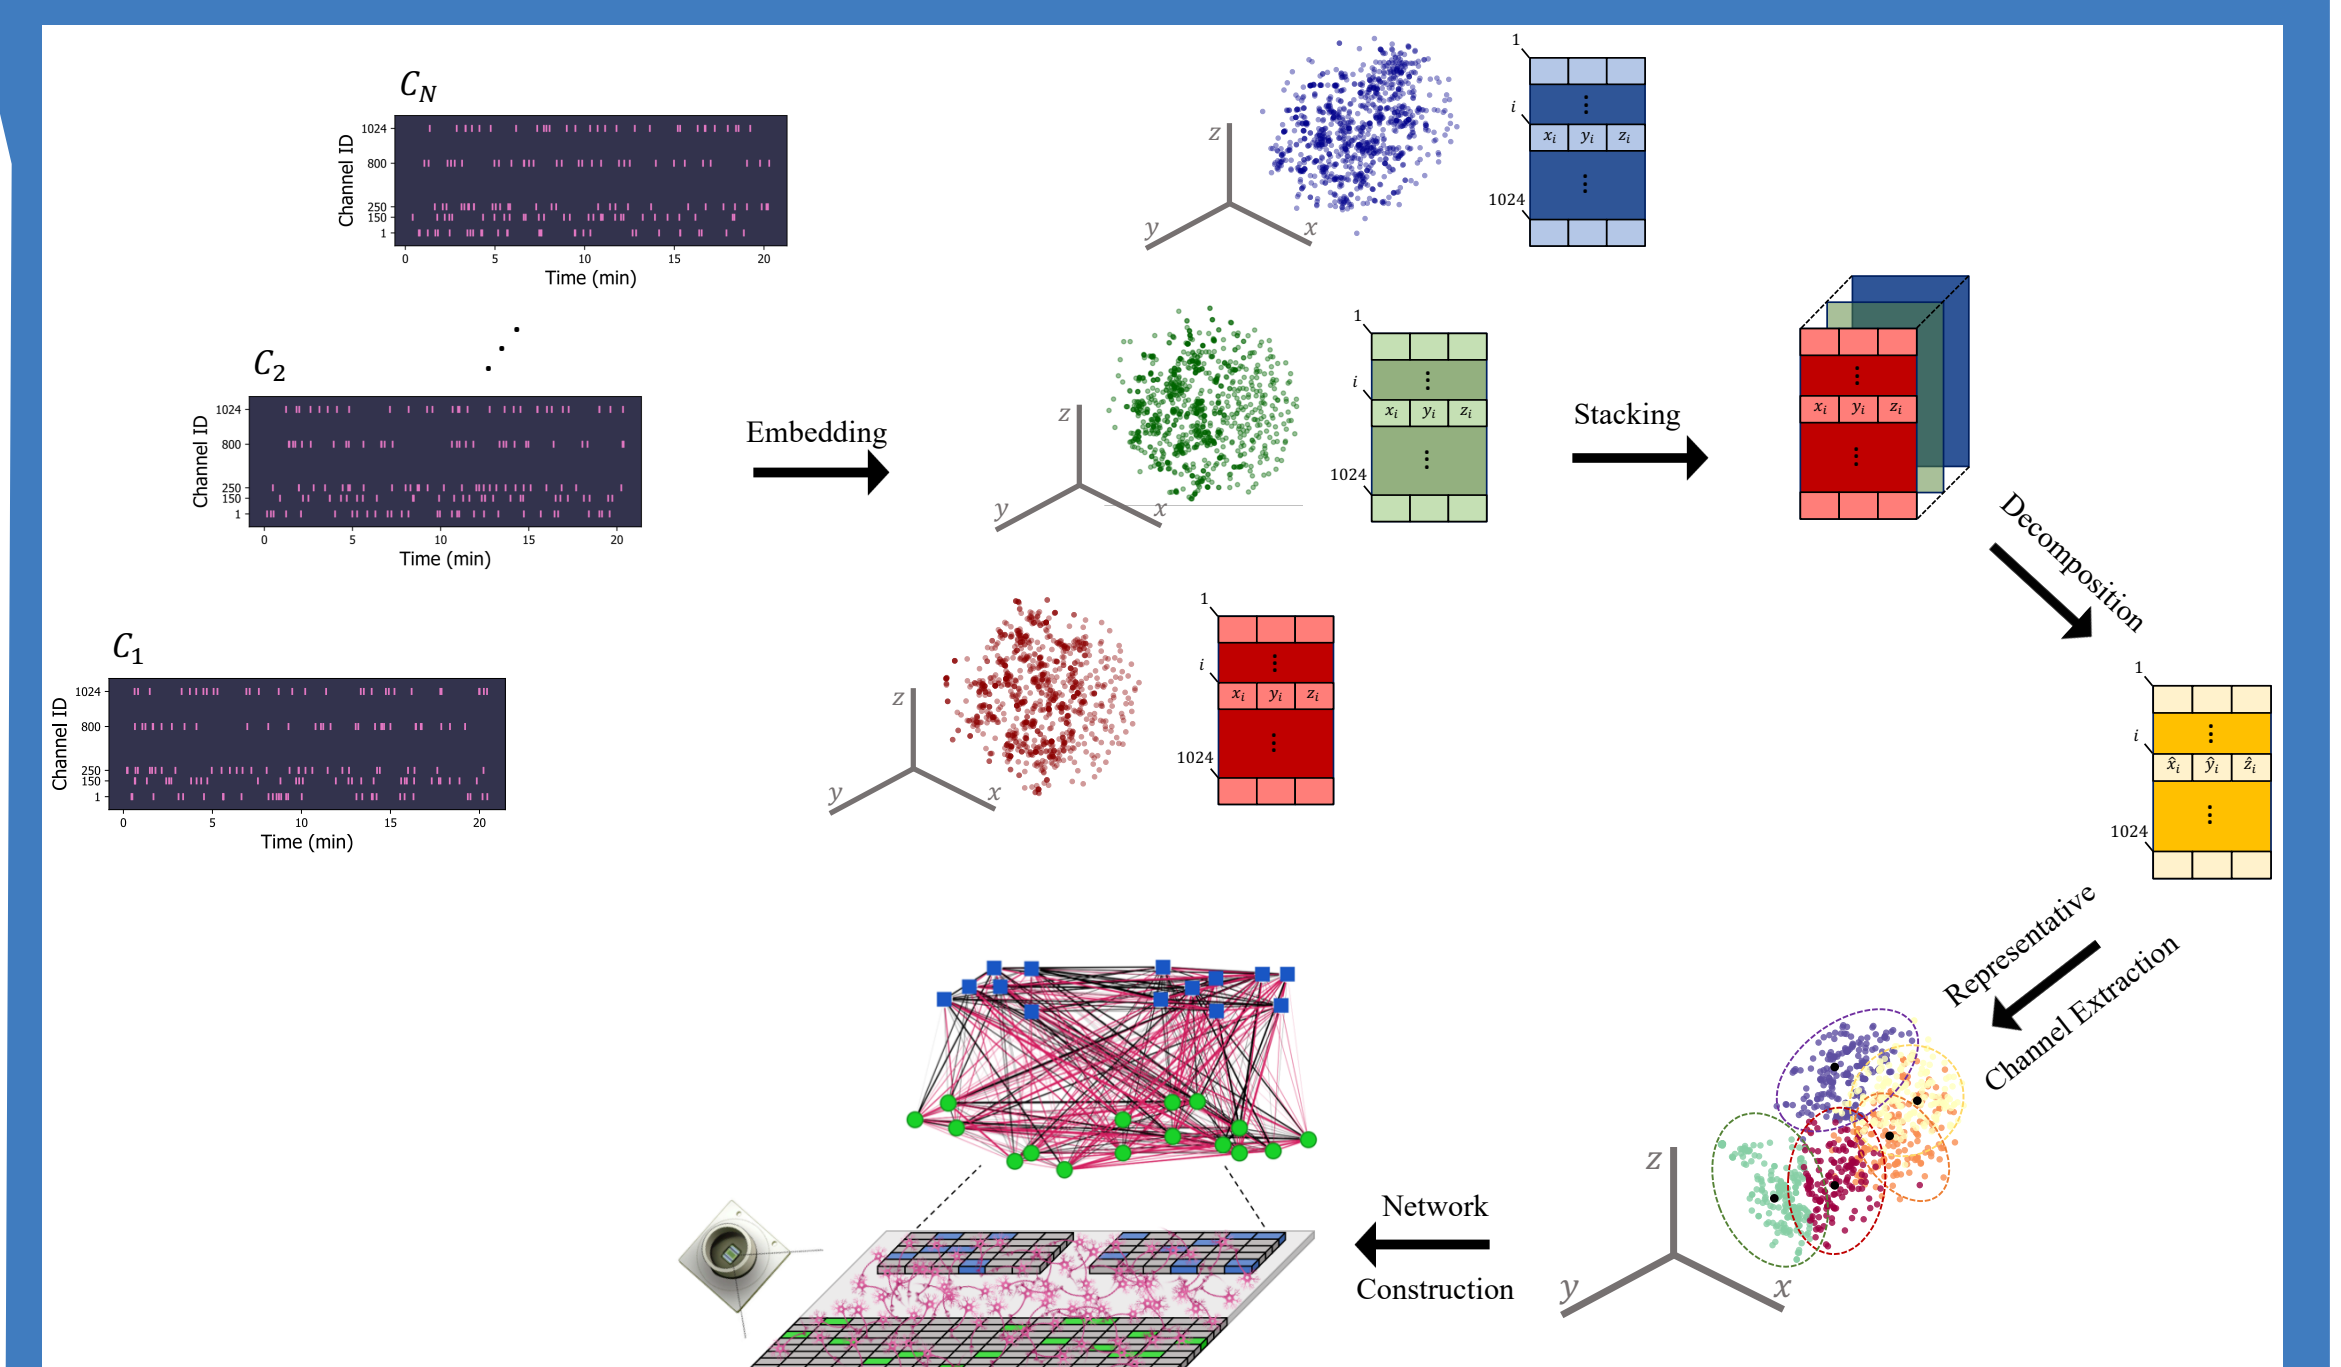 C_N
Channel ID
1024
800
250
150
1
0 5 10 15 20
Time (min)
C_2
Channel ID
1024
800
250
150
1
0 5 10 15 20
Time (min)
C_1
Channel ID
1024
800
250
150
1
0 5 10 15 20
Time (min)
Embedding
z
y
x
1
i
x_i y_i z_i
1024
z
y
x
1
i
x_i y_i z_i
1024
z
y
x
1
i
x_i y_i z_i
1024
Stacking
x_i y_i z_i
Decomposition
1
i
x̂_i ŷ_i ẑ_i
1024
Representative
Channel Extraction
z
y
x
Network
Construction